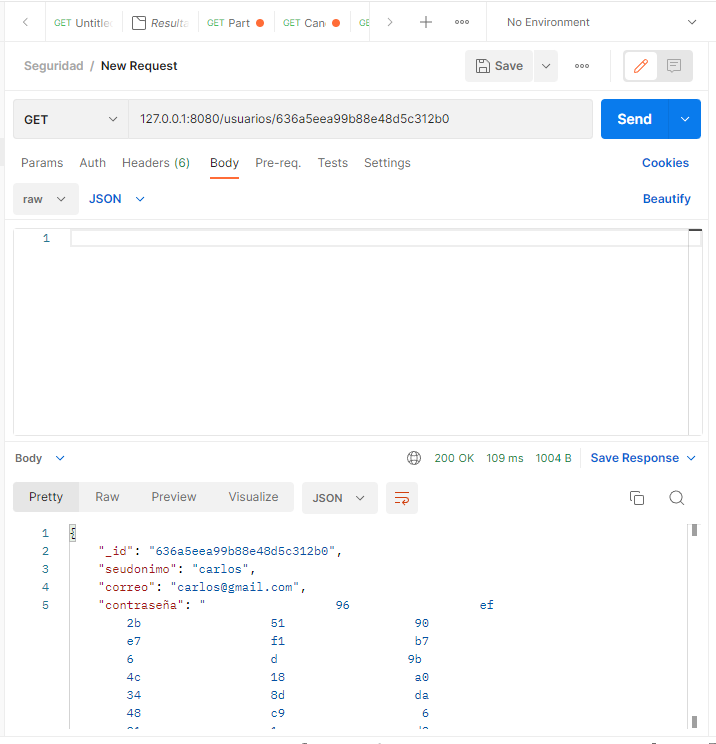 GET Untitle
Resulta
GET Part
GET Can
GE
No Environment
Seguridad / New Request
Save
GET
127.0.0.1:8080/usuarios/636a5eea99b88e48d5c312b0
Send
Params Auth Headers (6) Body Pre-req. Tests Settings Cookies
raw JSON Beautify
1
Body 200 OK 109 ms 1004 B Save Response
Pretty Raw Preview Visualize JSON
1 {
2 "_id": "636a5eea99b88e48d5c312b0",
3 "seudonimo": "carlos",
4 "correo": "carlos@gmail.com",
5 "contraseña": " 96 ef
2b 51 90
e7 f1 b7
6 d 9b
4c 18 a0
34 8d da
48 c9 6